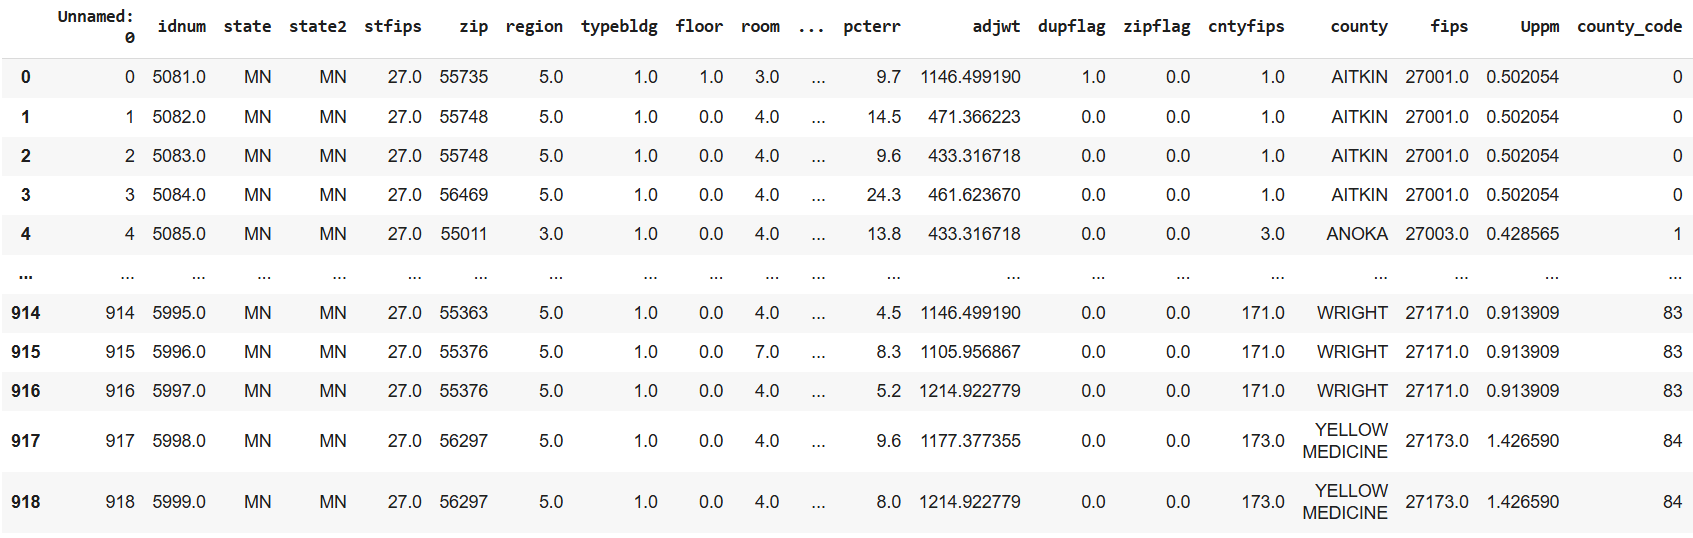 Unnamed: 0 idnum state state2 stfips zip region typebldg floor room ... pcterr adjwt dupflag zipflag cntyfips county fips Uppm county_code
0 0 5081.0 MN MN 27.0 55735 5.0 1.0 1.0 3.0 ... 9.7 1146.499190 1.0 0.0 1.0 AITKIN 27001.0 0.502054 0
1 1 5082.0 MN MN 27.0 55748 5.0 1.0 0.0 4.0 ... 14.5 471.366223 0.0 0.0 1.0 AITKIN 27001.0 0.502054 0
2 2 5083.0 MN MN 27.0 55748 5.0 1.0 0.0 4.0 ... 9.6 433.316718 0.0 0.0 1.0 AITKIN 27001.0 0.502054 0
3 3 5084.0 MN MN 27.0 56469 5.0 1.0 0.0 4.0 ... 24.3 461.623670 0.0 0.0 1.0 AITKIN 27001.0 0.502054 0
4 4 5085.0 MN MN 27.0 55011 3.0 1.0 0.0 4.0 ... 13.8 433.316718 0.0 0.0 3.0 ANOKA 27003.0 0.428565 1
... ... ... ... ... ... ... ... ... ... ... ... ... ... ... ... ... ... ... ... ...
914 914 5995.0 MN MN 27.0 55363 5.0 1.0 0.0 4.0 ... 4.5 1146.499190 0.0 0.0 171.0 WRIGHT 27171.0 0.913909 83
915 915 5996.0 MN MN 27.0 55376 5.0 1.0 0.0 7.0 ... 8.3 1105.956867 0.0 0.0 171.0 WRIGHT 27171.0 0.913909 83
916 916 5997.0 MN MN 27.0 55376 5.0 1.0 0.0 4.0 ... 5.2 1214.922779 0.0 0.0 171.0 WRIGHT 27171.0 0.913909 83
917 917 5998.0 MN MN 27.0 56297 5.0 1.0 0.0 4.0 ... 9.6 1177.377355 0.0 0.0 173.0 YELLOW MEDICINE 27173.0 1.426590 84
918 918 5999.0 MN MN 27.0 56297 5.0 1.0 0.0 4.0 ... 8.0 1214.922779 0.0 0.0 173.0 YELLOW MEDICINE 27173.0 1.426590 84